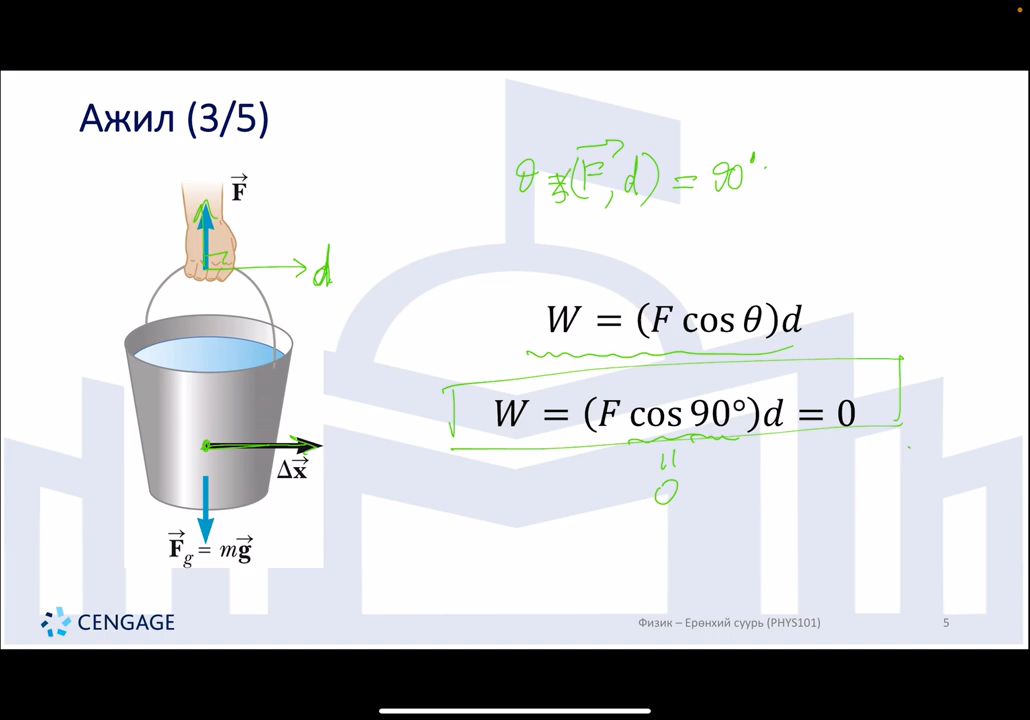 Ажил (3/5)
θ ∢(F⃗, d) = 90°
F⃗
d
W = (F cos θ)d
W = (F cos 90°)d = 0
Δx⃗
0
F⃗g = mg⃗
CENGAGE
Физик – Ерөнхий суурь (PHYS101)
5